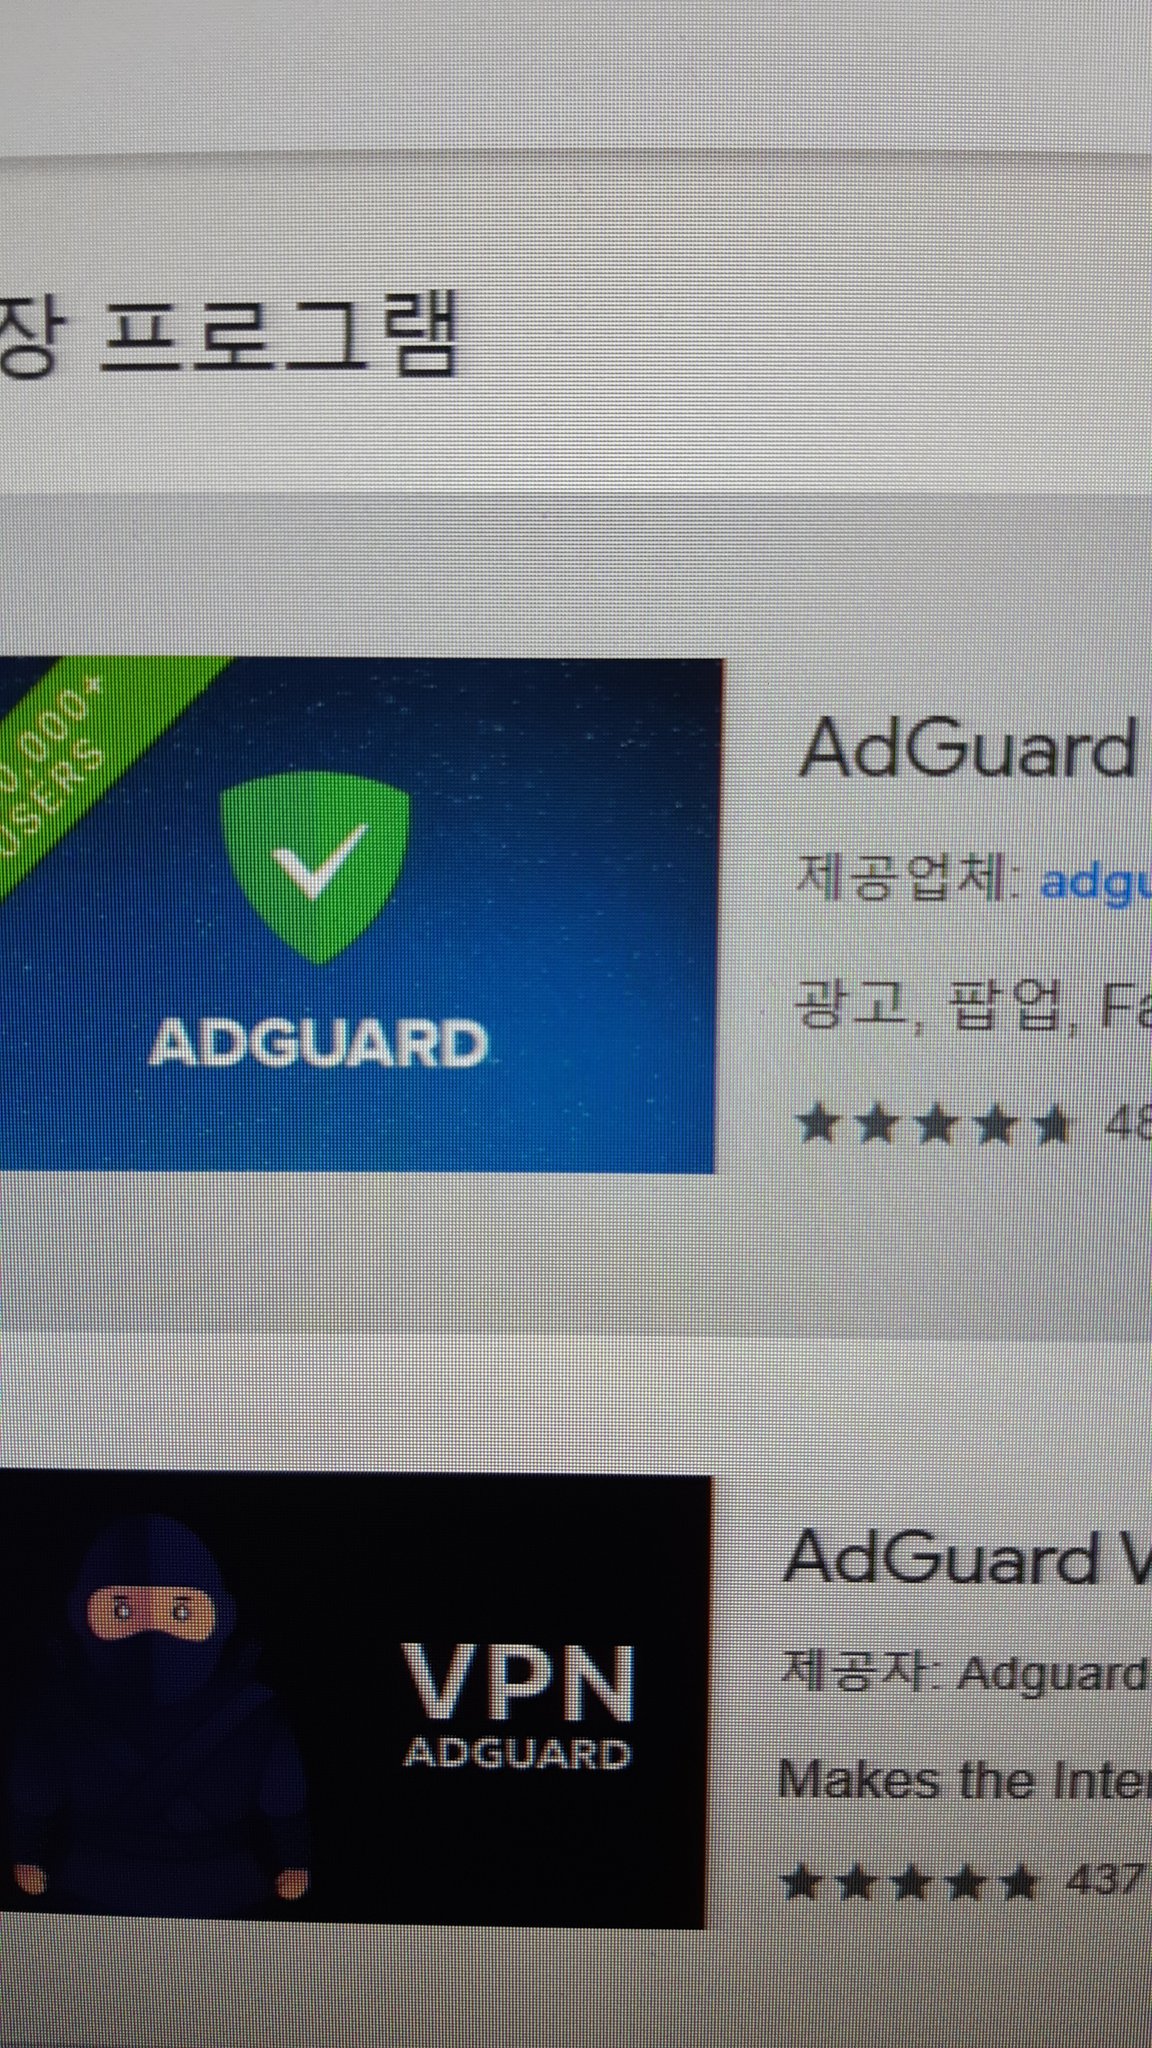 장 프로그램
0,000+
USERS
ADGUARD
AdGuard
제공업체: adgu
광고, 팝업, Fa
48
VPN
ADGUARD
AdGuard V
제공자: Adguard
Makes the Inter
437